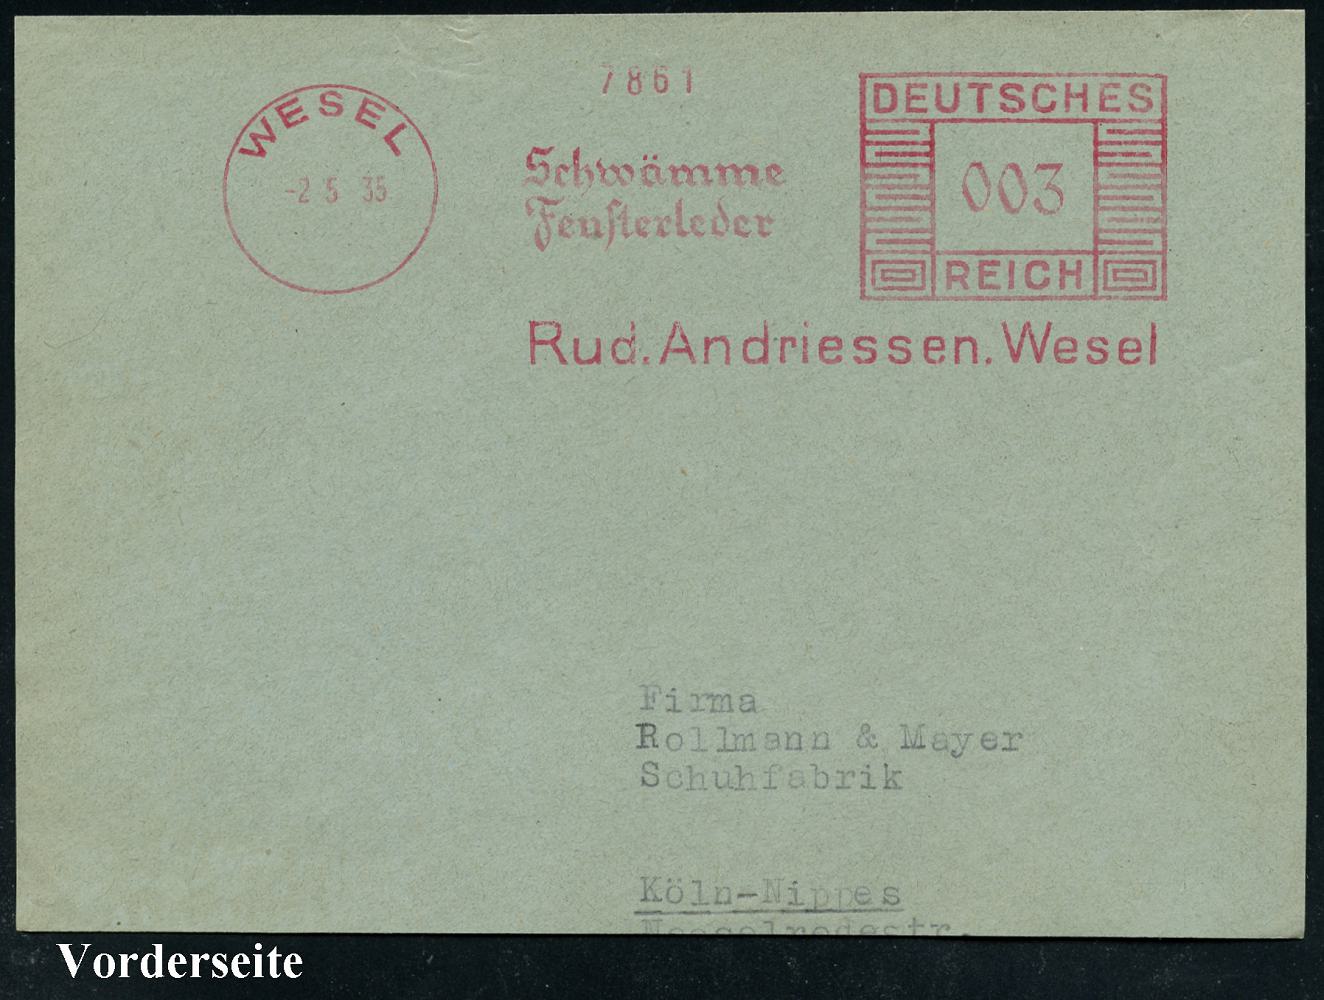 7861
WESEL
-2 5 35
Schwämme
Fensterleder
DEUTSCHES
003
REICH
Rud. Andriessen. Wesel
Firma
Rollmann & Mayer
Schuhfabrik
Köln-Nippes
Vorderseite